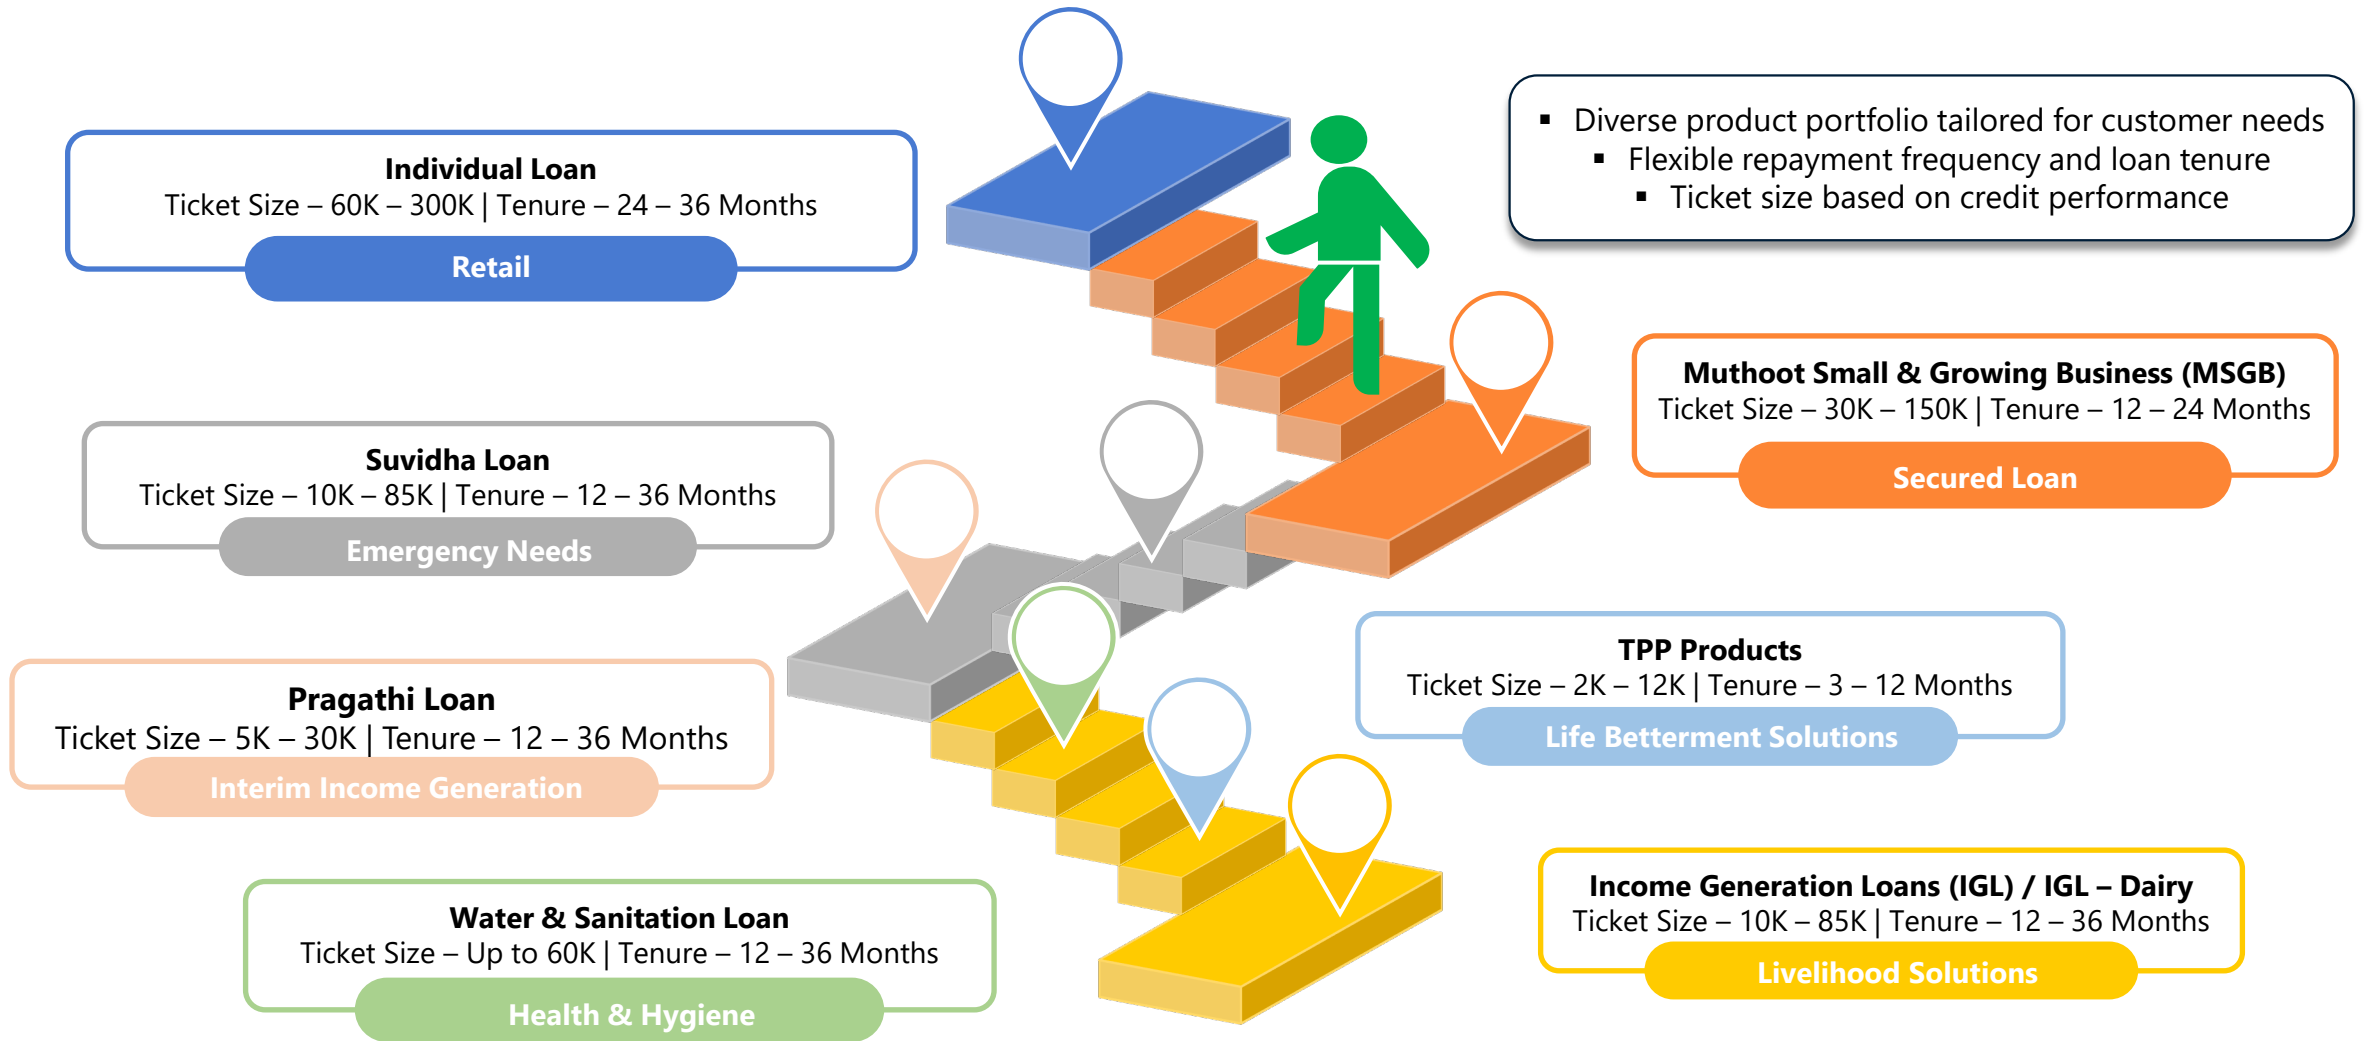 Individual Loan
Ticket Size – 60K – 300K | Tenure – 24 – 36 Months
Retail
▪ Diverse product portfolio tailored for customer needs
▪ Flexible repayment frequency and loan tenure
▪ Ticket size based on credit performance
Muthoot Small & Growing Business (MSGB)
Ticket Size – 30K – 150K | Tenure – 12 – 24 Months
Secured Loan
Suvidha Loan
Ticket Size – 10K – 85K | Tenure – 12 – 36 Months
Emergency Needs
TPP Products
Ticket Size – 2K – 12K | Tenure – 3 – 12 Months
Life Betterment Solutions
Pragathi Loan
Ticket Size – 5K – 30K | Tenure – 12 – 36 Months
Interim Income Generation
Income Generation Loans (IGL) / IGL – Dairy
Ticket Size – 10K – 85K | Tenure – 12 – 36 Months
Livelihood Solutions
Water & Sanitation Loan
Ticket Size – Up to 60K | Tenure – 12 – 36 Months
Health & Hygiene